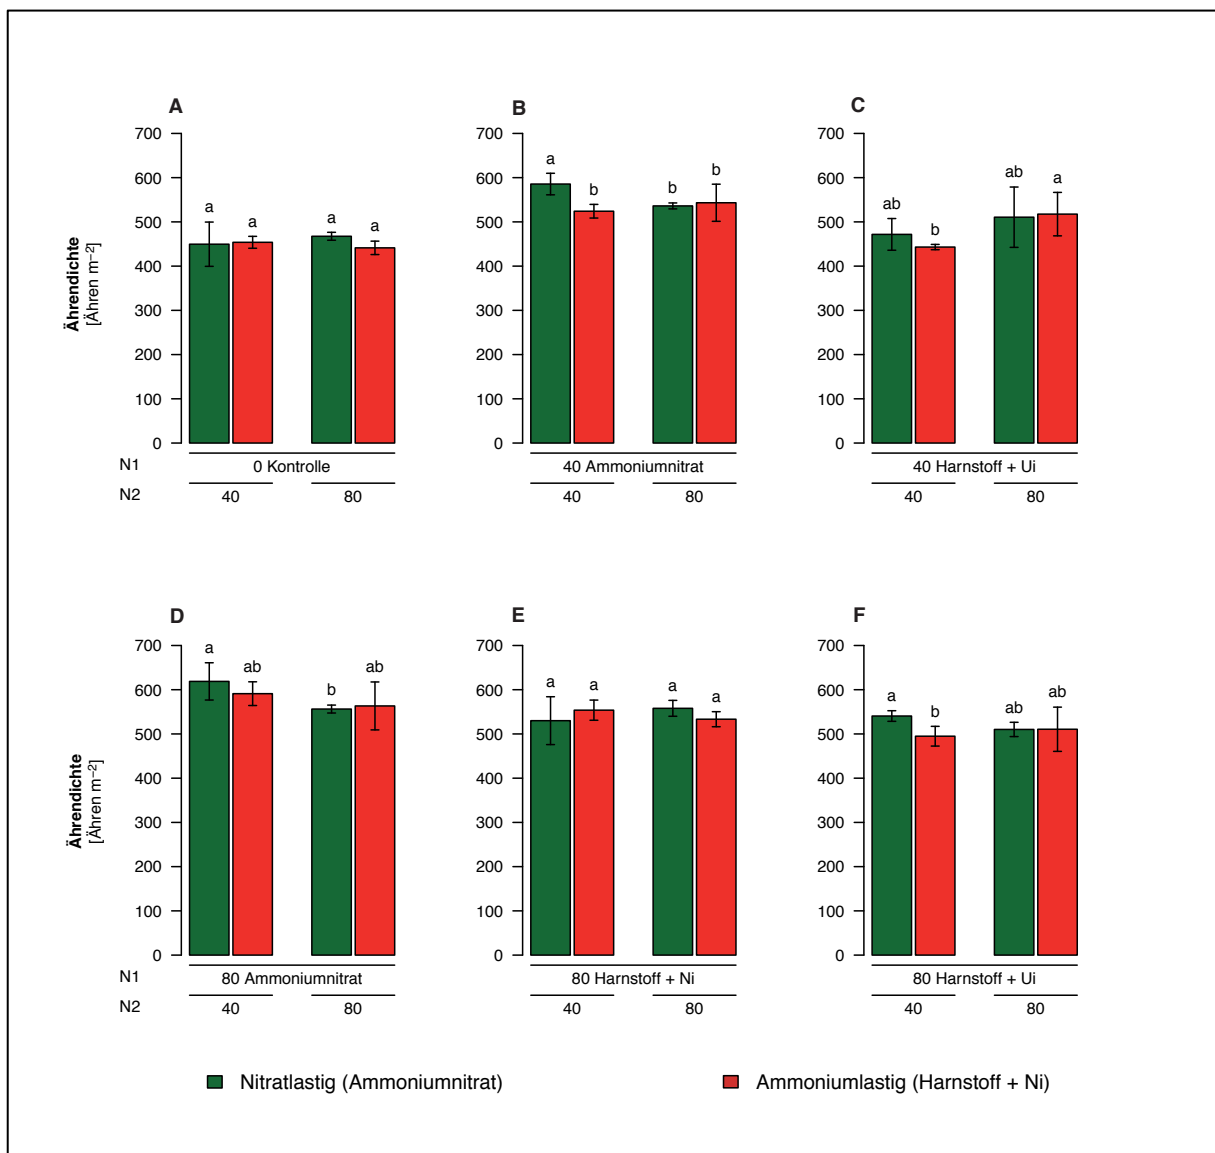 A B C
700 700 700
a
600 600 600
b b b ab a
a a a a ab b
500 500 500
400 400 400
Ährendichte
[Ähren m⁻²]
300 300 300
200 200 200
100 100 100
0 0 0
N1 0 Kontrolle 40 Ammoniumnitrat 40 Harnstoff + Ui
N2 40 80 40 80 40 80
D E F
700 700 700
a ab b ab a a a a a b ab ab
600 600 600
500 500 500
400 400 400
Ährendichte
[Ähren m⁻²]
300 300 300
200 200 200
100 100 100
0 0 0
N1 80 Ammoniumnitrat 80 Harnstoff + Ni 80 Harnstoff + Ui
N2 40 80 40 80 40 80
Nitratlastig (Ammoniumnitrat) Ammoniumlastig (Harnstoff + Ni)